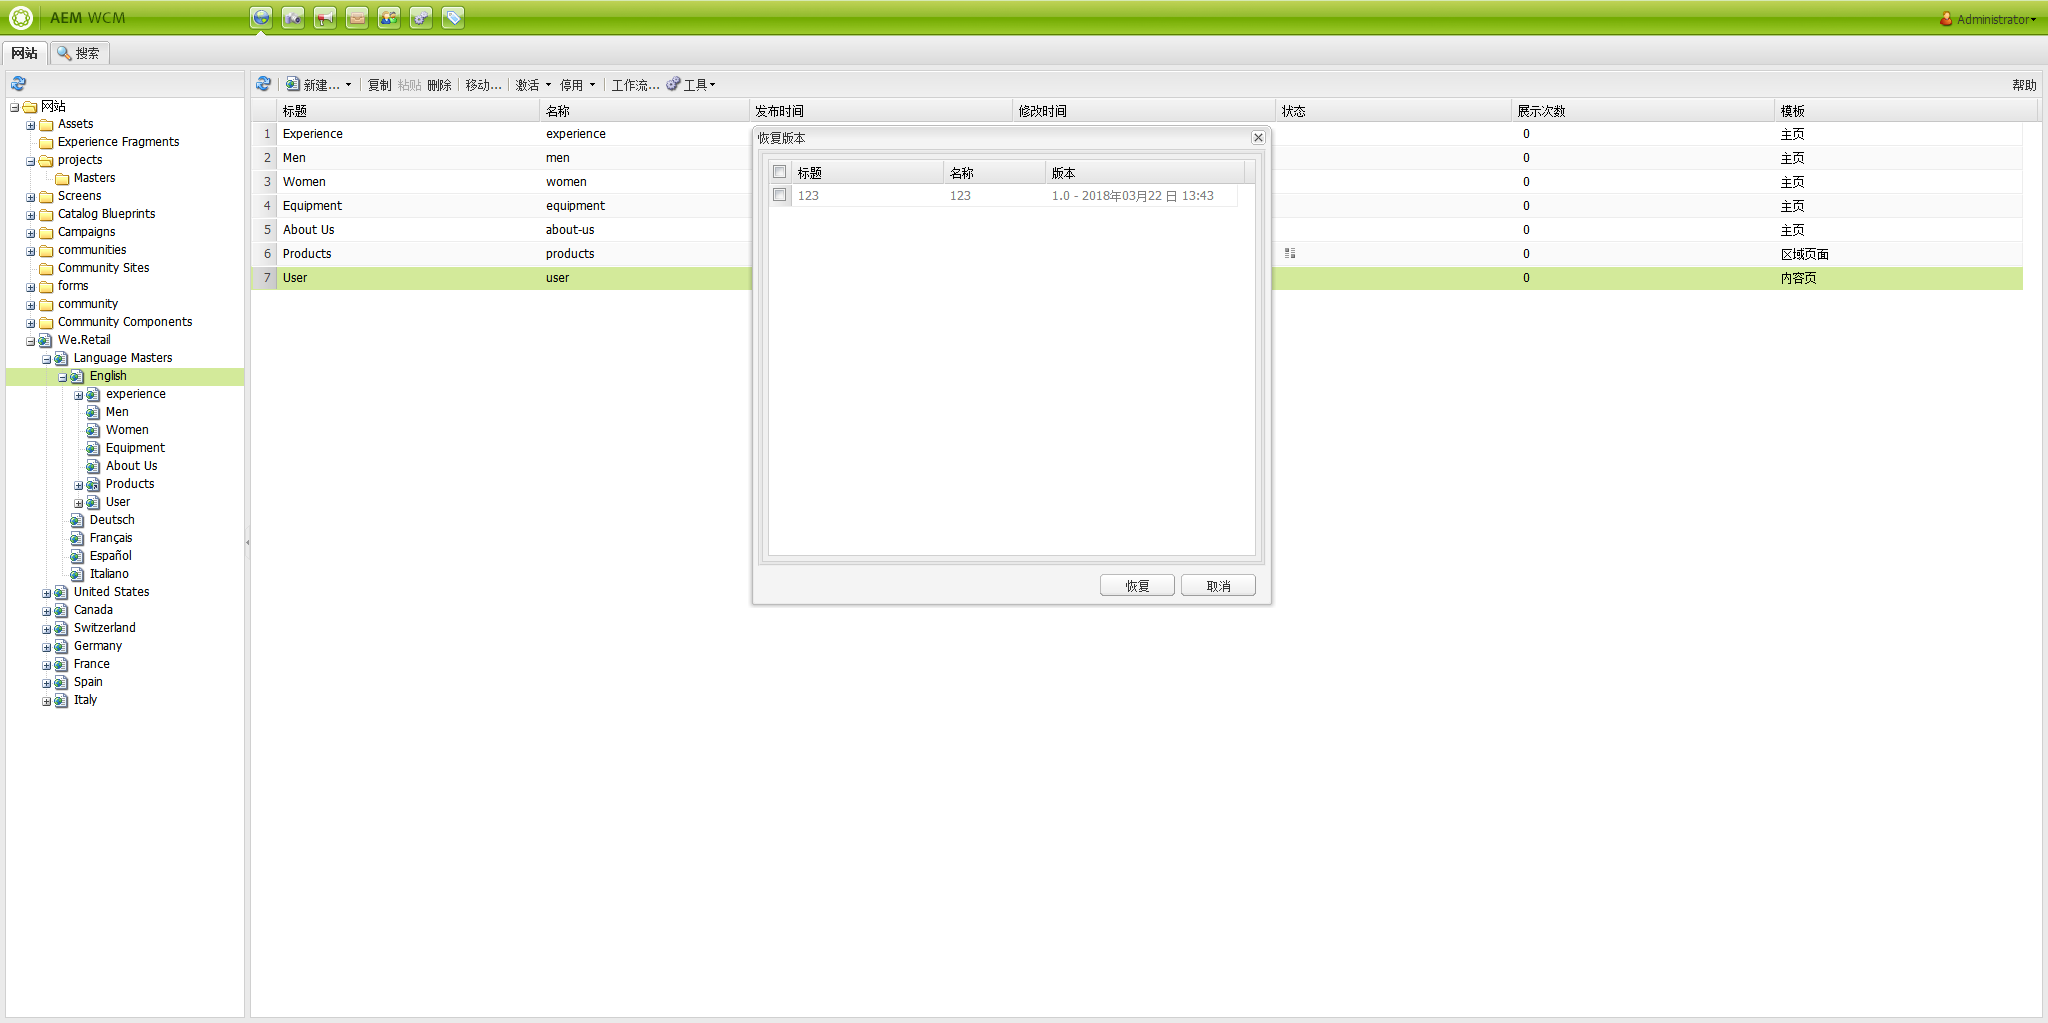 AEM WCM
Administrator
网站
搜索
新建...
复制 粘贴 删除
移动...
激活
停用
工作流...
工具
帮助
网站
Assets
Experience Fragments
projects
Masters
Screens
Catalog Blueprints
Campaigns
communities
Community Sites
forms
community
Community Components
We.Retail
Language Masters
English
experience
Men
Women
Equipment
About Us
Products
User
Deutsch
Français
Español
Italiano
United States
Canada
Switzerland
Germany
France
Spain
Italy
标题 名称 发布时间 修改时间 状态 展示次数 模板
1 Experience experience 0 主页
2 Men men 0 主页
3 Women women 0 主页
4 Equipment equipment 0 主页
5 About Us about-us 0 主页
6 Products products 0 区域页面
7 User user 0 内容页
恢复版本
标题 名称 版本
123 123 1.0 - 2018年03月22 日 13:43
恢复
取消